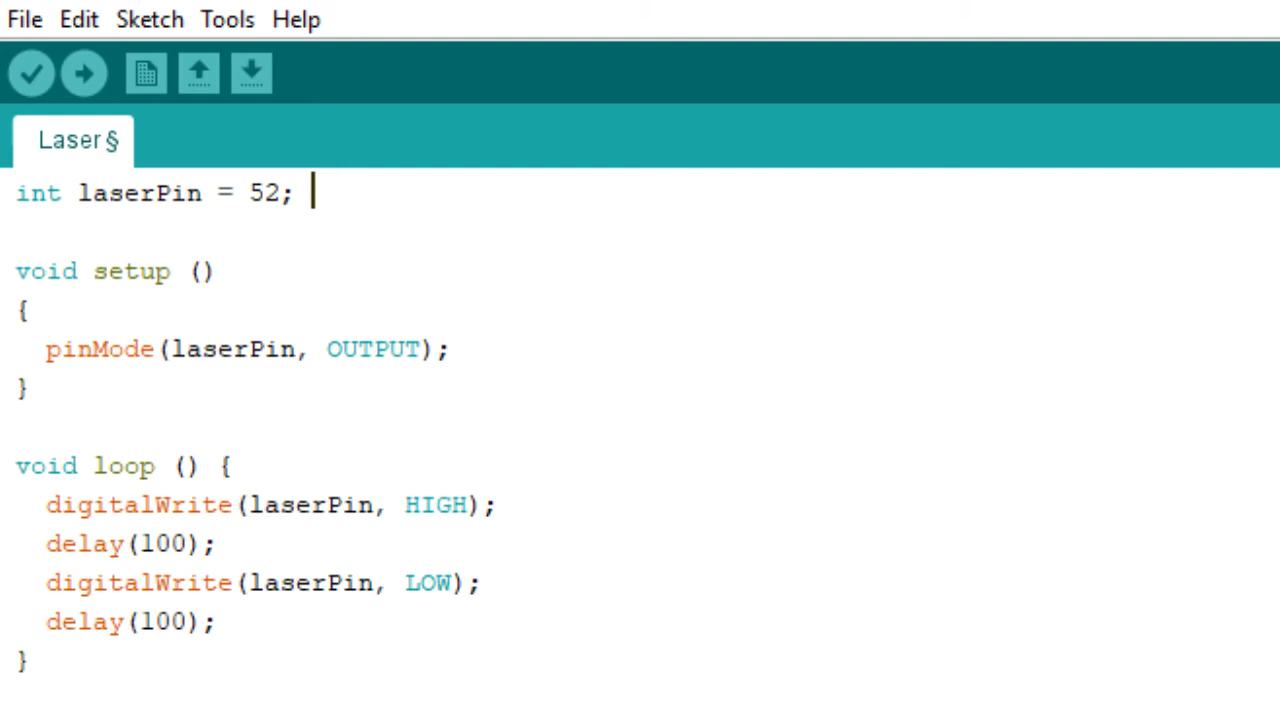 File Edit Sketch Tools Help
Laser §
int laserPin = 52;
void setup ()
{
  pinMode(laserPin, OUTPUT);
}
void loop () {
  digitalWrite(laserPin, HIGH);
  delay(100);
  digitalWrite(laserPin, LOW);
  delay(100);
}